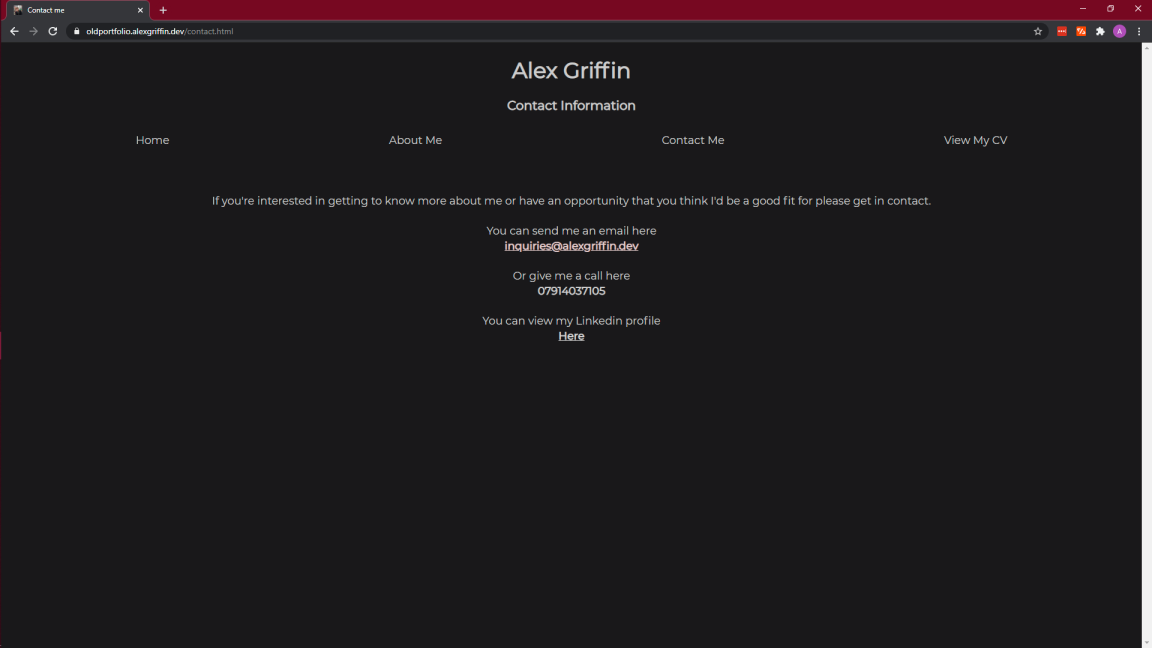 Contact me
oldportfolio.alexgriffin.dev/contact.html
A
Alex Griffin
Contact Information
Home About Me Contact Me View My CV
If you're interested in getting to know more about me or have an opportunity that you think I'd be a good fit for please get in contact.
You can send me an email here
inquiries@alexgriffin.dev
Or give me a call here
07914037105
You can view my Linkedin profile
Here